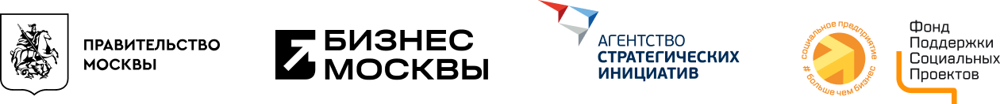 ПРАВИТЕЛЬСТВО
МОСКВЫ
БИЗНЕС
МОСКВЫ
АГЕНТСТВО
СТРАТЕГИЧЕСКИХ
ИНИЦИАТИВ
социальное предприятие
# больше чем бизнес
Фонд
Поддержки
Социальных
Проектов